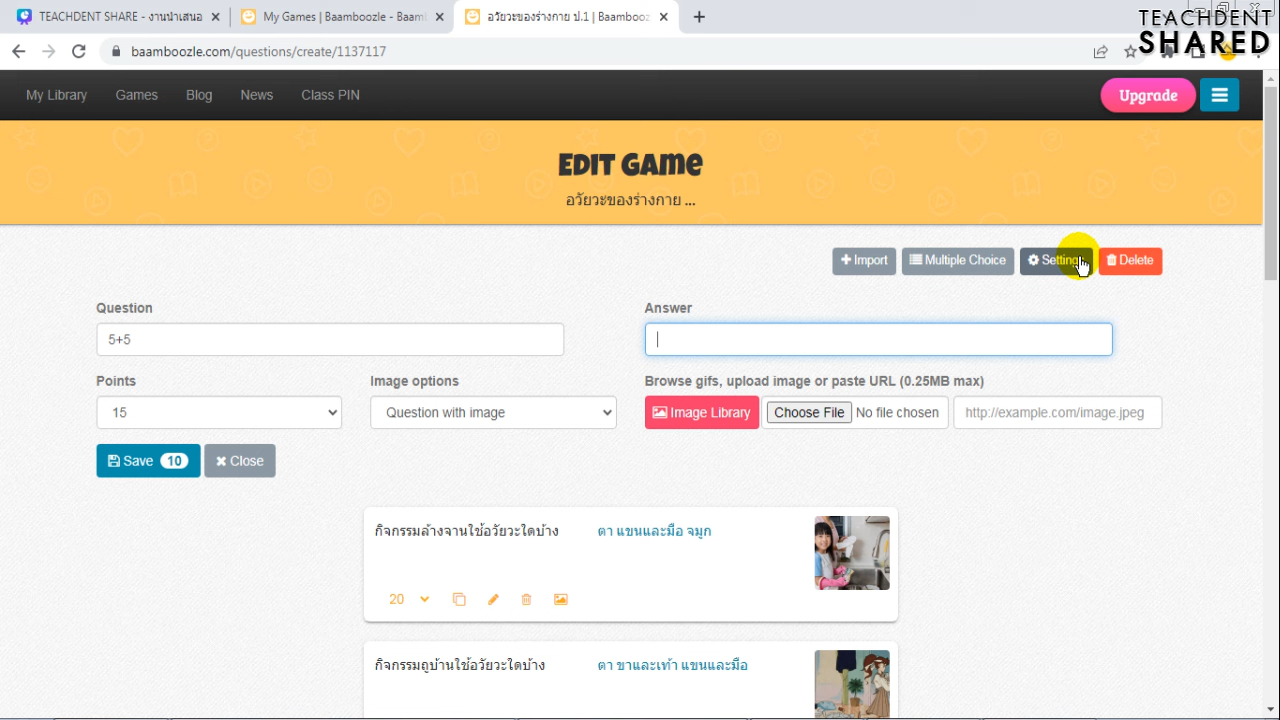 TEACHDENT SHARE - งานนำเสนอ
My Games | Baamboozle - Baaml
อวัยวะของร่างกาย ป.1 | Baambooz
TEACHDENT
SHARED
baamboozle.com/questions/create/1137117
My Library
Games
Blog
News
Class PIN
Upgrade
Edit Game
อวัยวะของร่างกาย ...
Import
Multiple Choice
Settings
Delete
Question
Answer
5+5
Points
Image options
Browse gifs, upload image or paste URL (0.25MB max)
15
Question with image
Image Library
Choose File
No file chosen
http://example.com/image.jpeg
Save 10
Close
กิจกรรมล้างจานใช้อวัยวะใดบ้าง
ตา แขนและมือ จมูก
20
กิจกรรมถูบ้านใช้อวัยวะใดบ้าง
ตา ขาและเท้า แขนและมือ